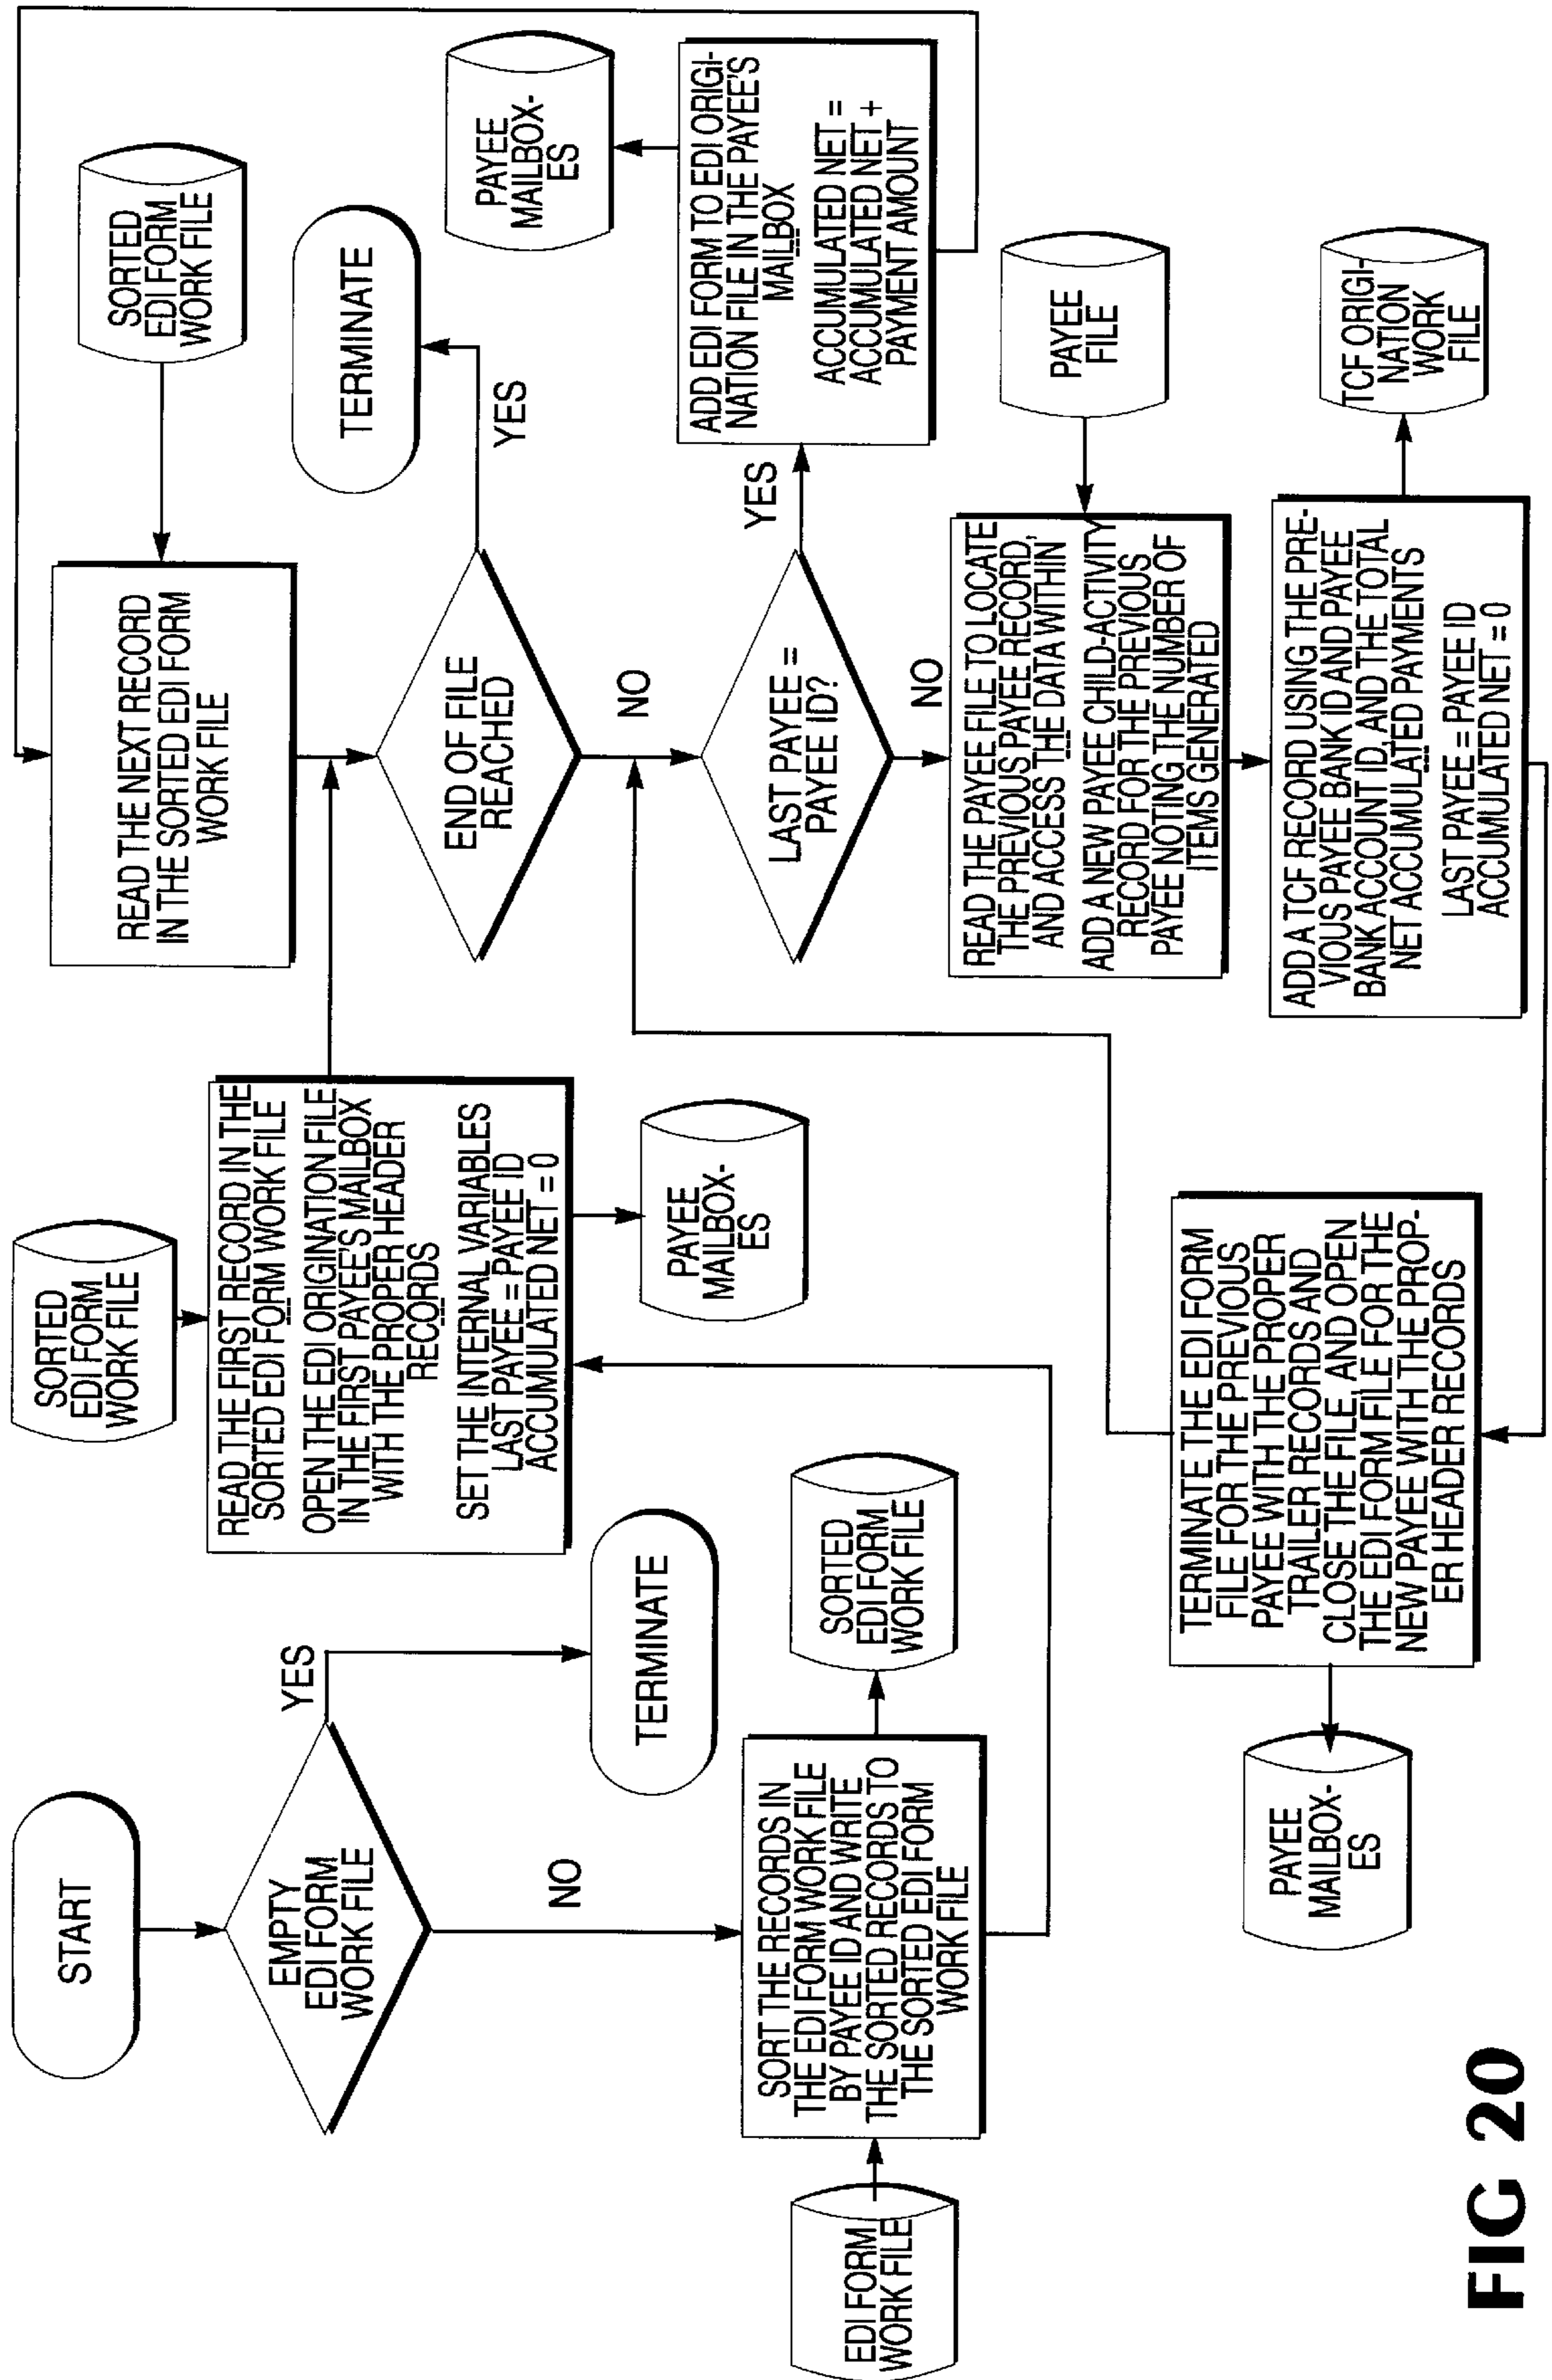 START
EMPTY
EDI FORM
WORK FILE
YES
TERMINATE
NO
EDI FORM
WORK FILE
SORT THE RECORDS IN
THE EDI FORM WORK FILE
BY PAYEE ID AND WRITE
THE SORTED RECORDS TO
THE SORTED EDI FORM
WORK FILE
SORTED
EDI FORM
WORK FILE
SORTED
EDI FORM
WORK FILE
READ THE FIRST RECORD IN THE
SORTED EDI FORM WORK FILE
---
OPEN THE EDI ORIGINATION FILE
IN THE FIRST PAYEE'S MAILBOX
WITH THE PROPER HEADER
RECORDS
---
SET THE INTERNAL VARIABLES
LAST PAYEE = PAYEE ID
ACCUMULATED NET = 0
PAYEE
MAILBOX-
ES
SORTED
EDI FORM
WORK FILE
READ THE NEXT RECORD
IN THE SORTED EDI FORM
WORK FILE
END OF FILE
REACHED
YES
TERMINATE
NO
LAST PAYEE =
PAYEE ID?
YES
ADD EDI FORM TO EDI ORIGI-
NATION FILE IN THE PAYEE'S
MAILBOX
---
ACCUMULATED NET =
ACCUMULATED NET +
PAYMENT AMOUNT
PAYEE
MAILBOX-
ES
NO
READ THE PAYEE FILE TO LOCATE
THE PREVIOUS PAYEE RECORD,
AND ACCESS THE DATA WITHIN
---
ADD A NEW PAYEE CHILD-ACTIVITY
RECORD FOR THE PREVIOUS
PAYEE NOTING THE NUMBER OF
ITEMS GENERATED
PAYEE
FILE
ADD A TCF RECORD USING THE PRE-
VIOUS PAYEE BANK ID AND PAYEE
BANK ACCOUNT ID, AND THE TOTAL
NET ACCUMULATED PAYMENTS
---
LAST PAYEE = PAYEE ID
ACCUMULATED NET = 0
TCF ORIGI-
NATION
WORK
FILE
TERMINATE THE EDI FORM
FILE FOR THE PREVIOUS
PAYEE WITH THE PROPER
TRAILER RECORDS AND
CLOSE THE FILE, AND OPEN
THE EDI FORM FILE FOR THE
NEW PAYEE WITH THE PROP-
ER HEADER RECORDS
PAYEE
MAILBOX-
ES
FIG 20